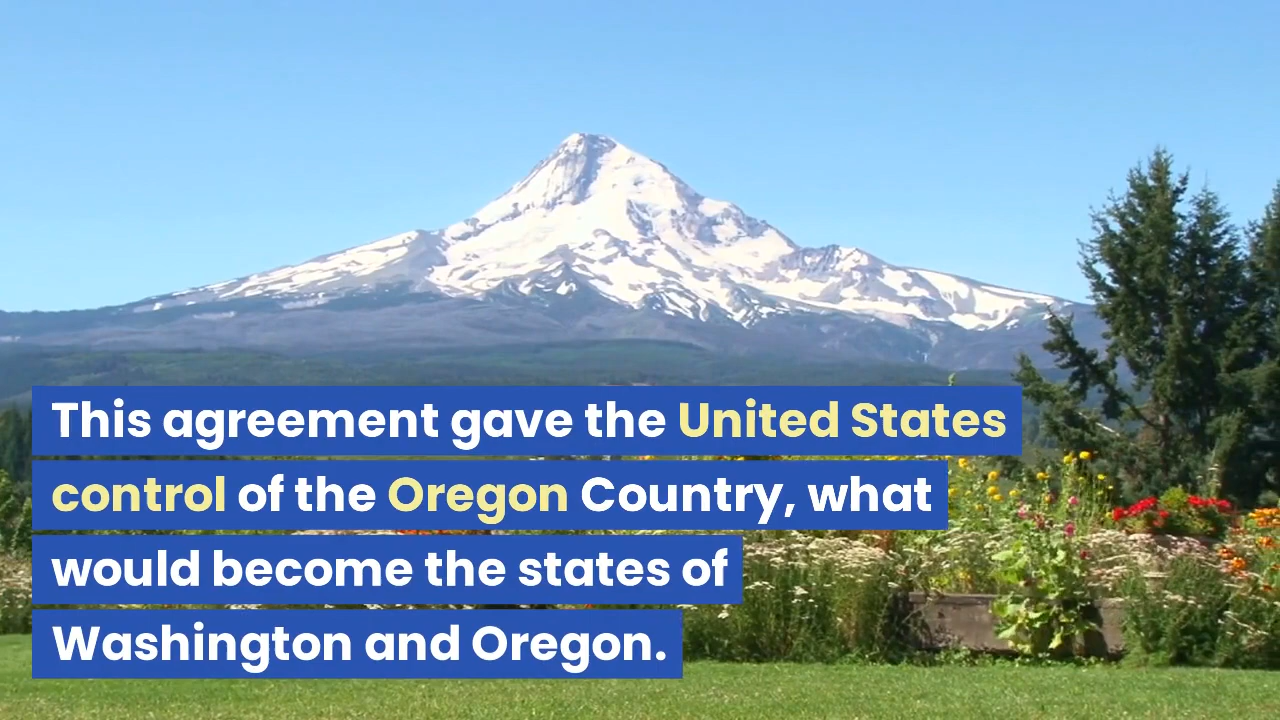 This agreement gave the United States
control of the Oregon Country, what
would become the states of
Washington and Oregon.